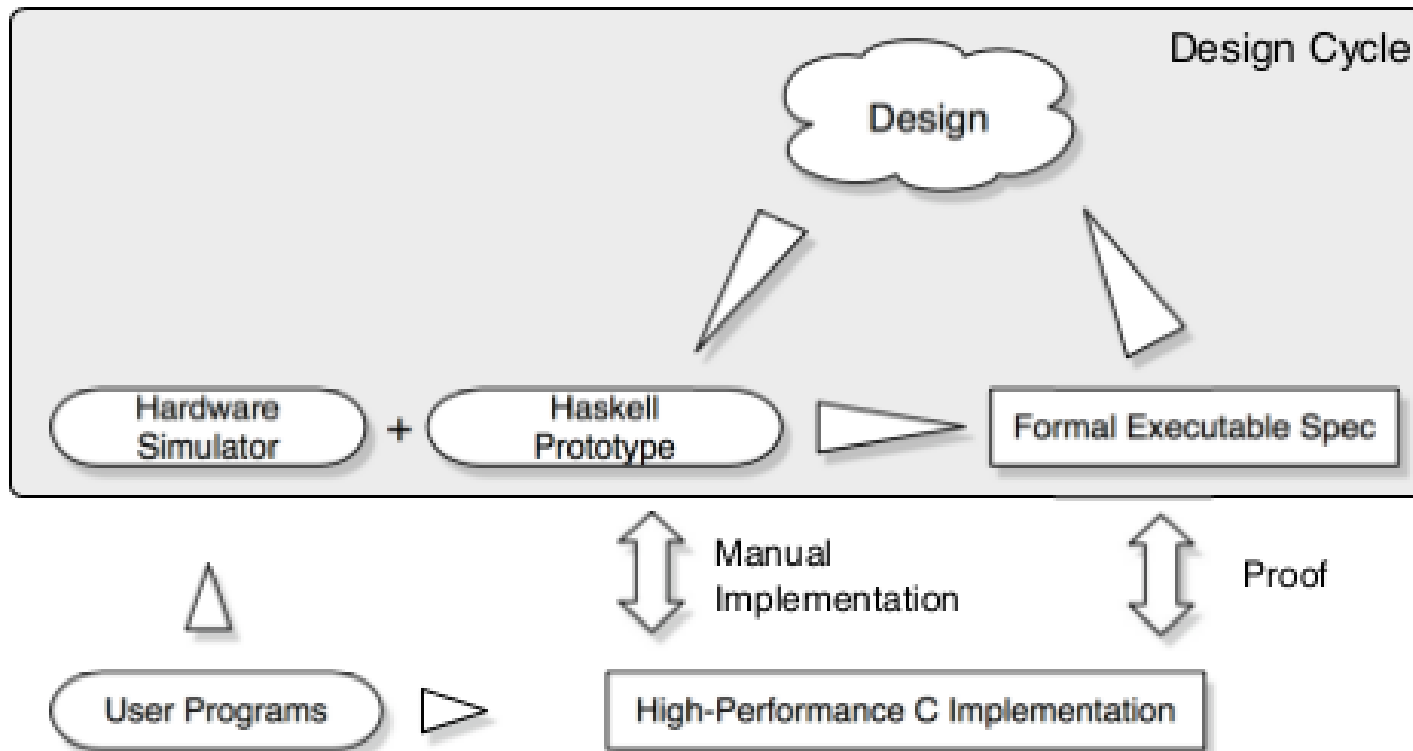 Design Cycle
Design
Hardware
Simulator
+
Haskell
Prototype
Formal Executable Spec
Manual
Implementation
Proof
User Programs
High-Performance C Implementation